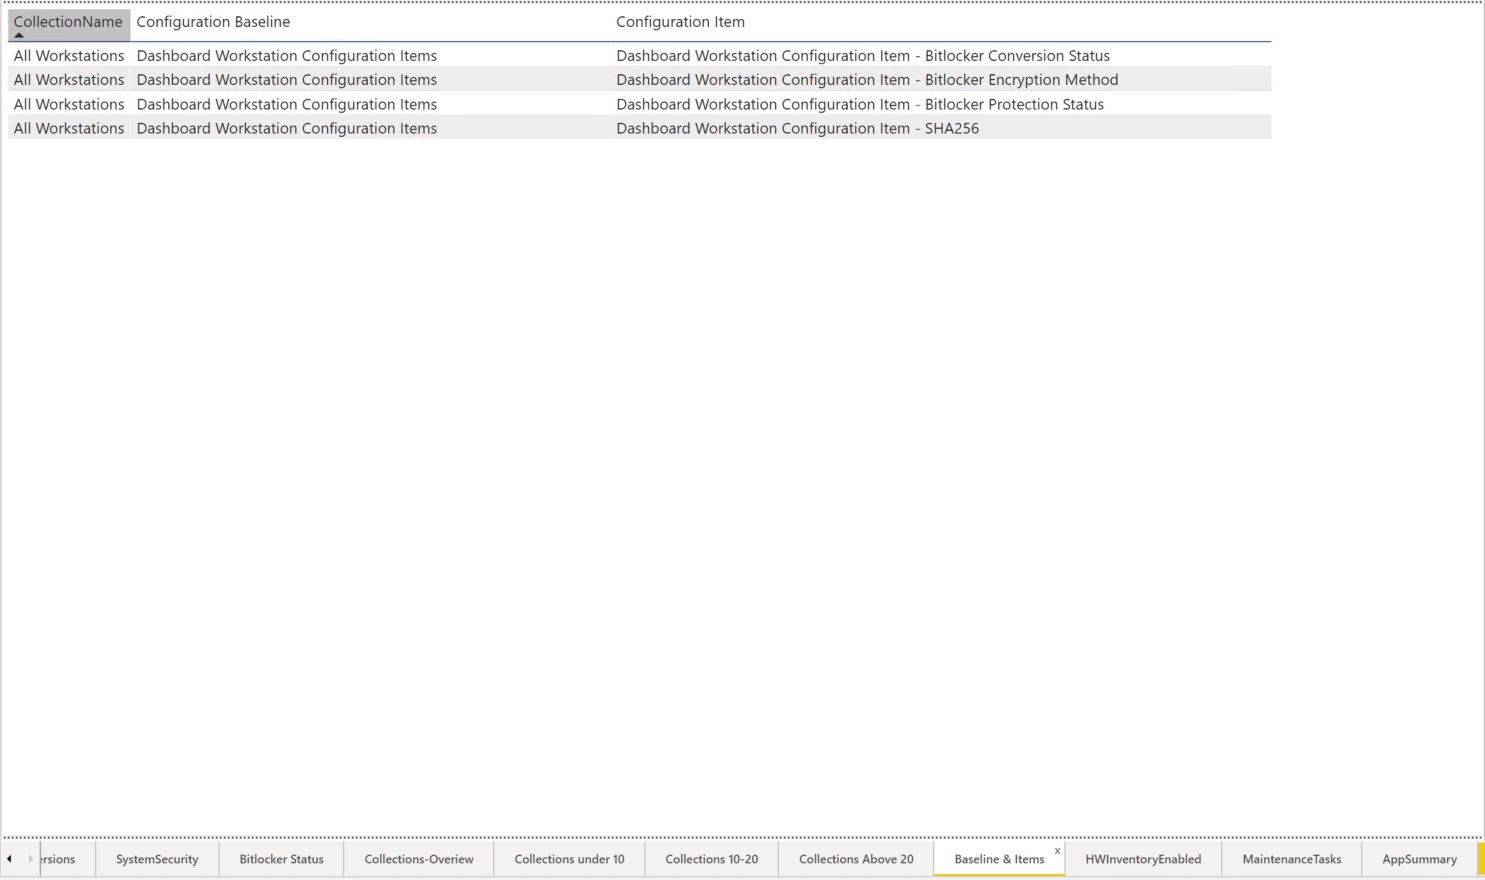 CollectionName Configuration Baseline Configuration Item
All Workstations Dashboard Workstation Configuration Items Dashboard Workstation Configuration Item - Bitlocker Conversion Status
All Workstations Dashboard Workstation Configuration Items Dashboard Workstation Configuration Item - Bitlocker Encryption Method
All Workstations Dashboard Workstation Configuration Items Dashboard Workstation Configuration Item - Bitlocker Protection Status
All Workstations Dashboard Workstation Configuration Items Dashboard Workstation Configuration Item - SHA256
ersions SystemSecurity Bitlocker Status Collections-Overiew Collections under 10 Collections 10-20 Collections Above 20 Baseline & Items x HWInventoryEnabled MaintenanceTasks AppSummary